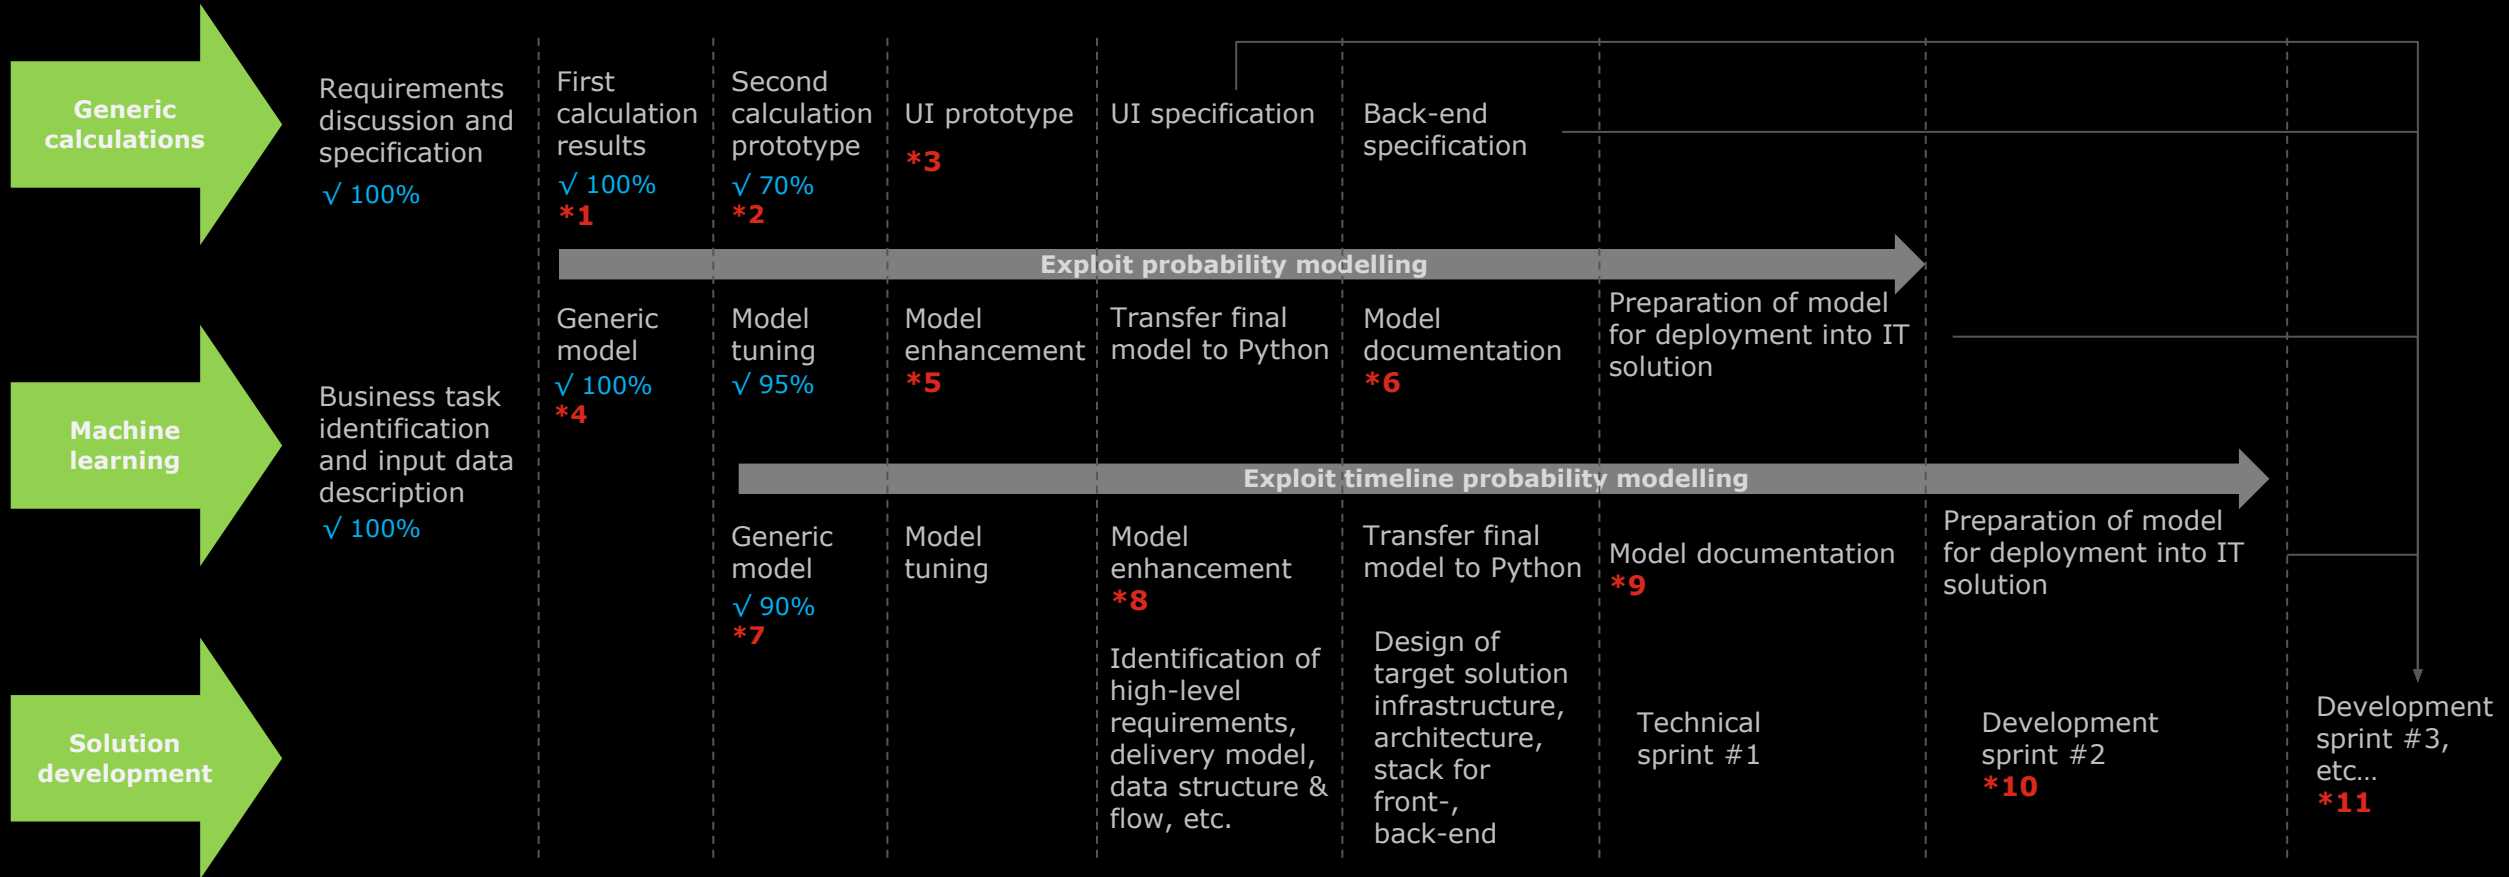 Generic
calculations
Requirements
discussion and
specification
√ 100%
First
calculation
results
√ 100%
*1
Second
calculation
prototype
√ 70%
*2
UI prototype
*3
UI specification
Back-end
specification
Exploit probability modelling
Machine
learning
Business task
identification
and input data
description
√ 100%
Generic
model
√ 100%
*4
Model
tuning
√ 95%
Model
enhancement
*5
Transfer final
model to Python
Model
documentation
*6
Preparation of model
for deployment into IT
solution
Exploit timeline probability modelling
Generic
model
√ 90%
*7
Model
tuning
Model
enhancement
*8
Transfer final
model to Python
Model documentation
*9
Preparation of model
for deployment into IT
solution
Solution
development
Identification of
high-level
requirements,
delivery model,
data structure &
flow, etc.
Design of
target solution
infrastructure,
architecture,
stack for
front-,
back-end
Technical
sprint #1
Development
sprint #2
*10
Development
sprint #3,
etc…
*11